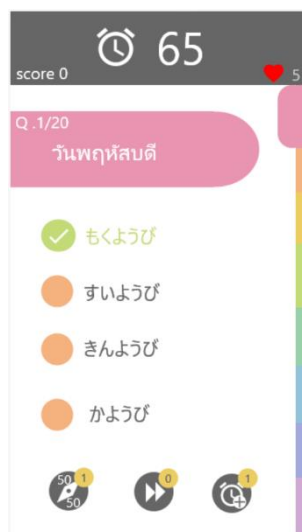 65
score 0
5
Q .1/20
วันพฤหัสบดี
もくようび
すいようび
きんようび
かようび
50 50 1
0
1